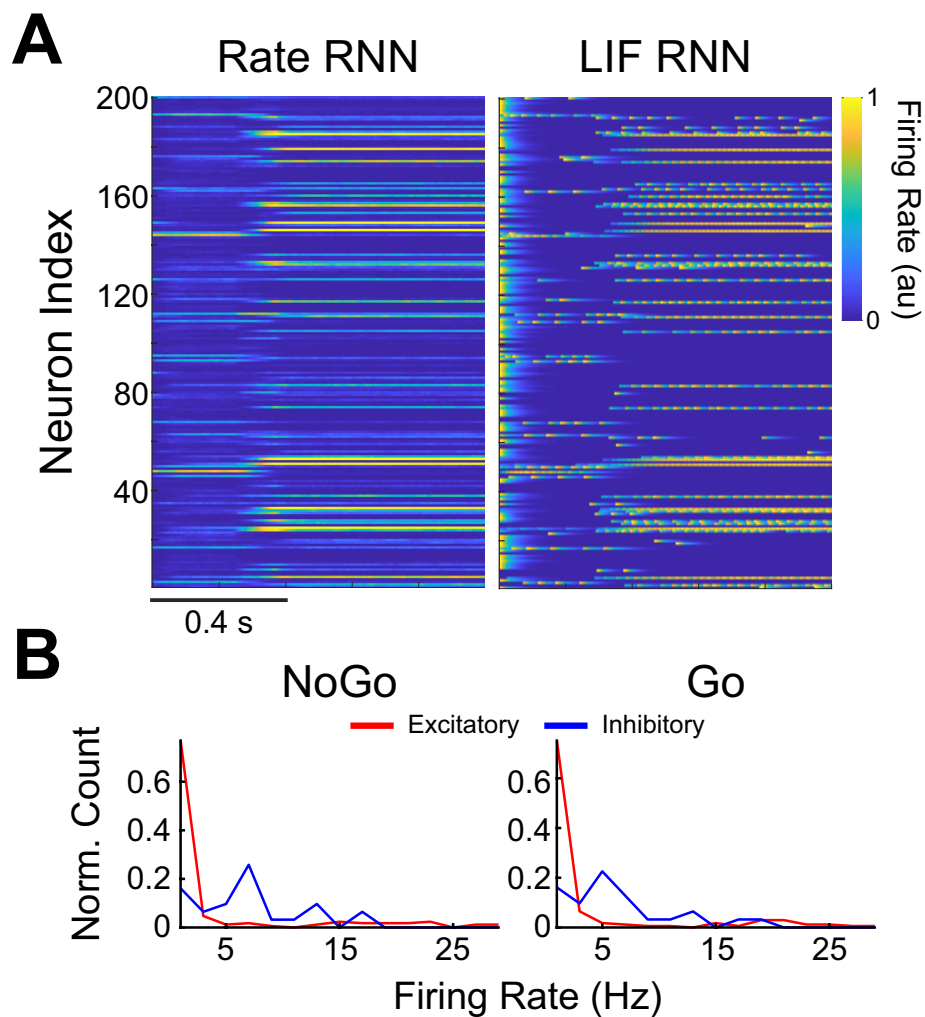 A
Rate RNN
LIF RNN
200
160
120
80
40
Neuron Index
1
0
Firing Rate (au)
0.4 s
B
NoGo
Go
Excitatory
Inhibitory
Norm. Count
0.6
0.4
0.2
0
5
15
25
0.6
0.4
0.2
0
5
15
25
Firing Rate (Hz)